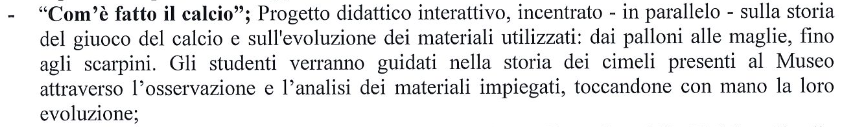 - “Com’è fatto il calcio”; Progetto didattico interattivo, incentrato - in parallelo - sulla storia
del giuoco del calcio e sull'evoluzione dei materiali utilizzati: dai palloni alle maglie, fino
agli scarpini. Gli studenti verranno guidati nella storia dei cimeli presenti al Museo
attraverso l’osservazione e l’analisi dei materiali impiegati, toccandone con mano la loro
evoluzione;